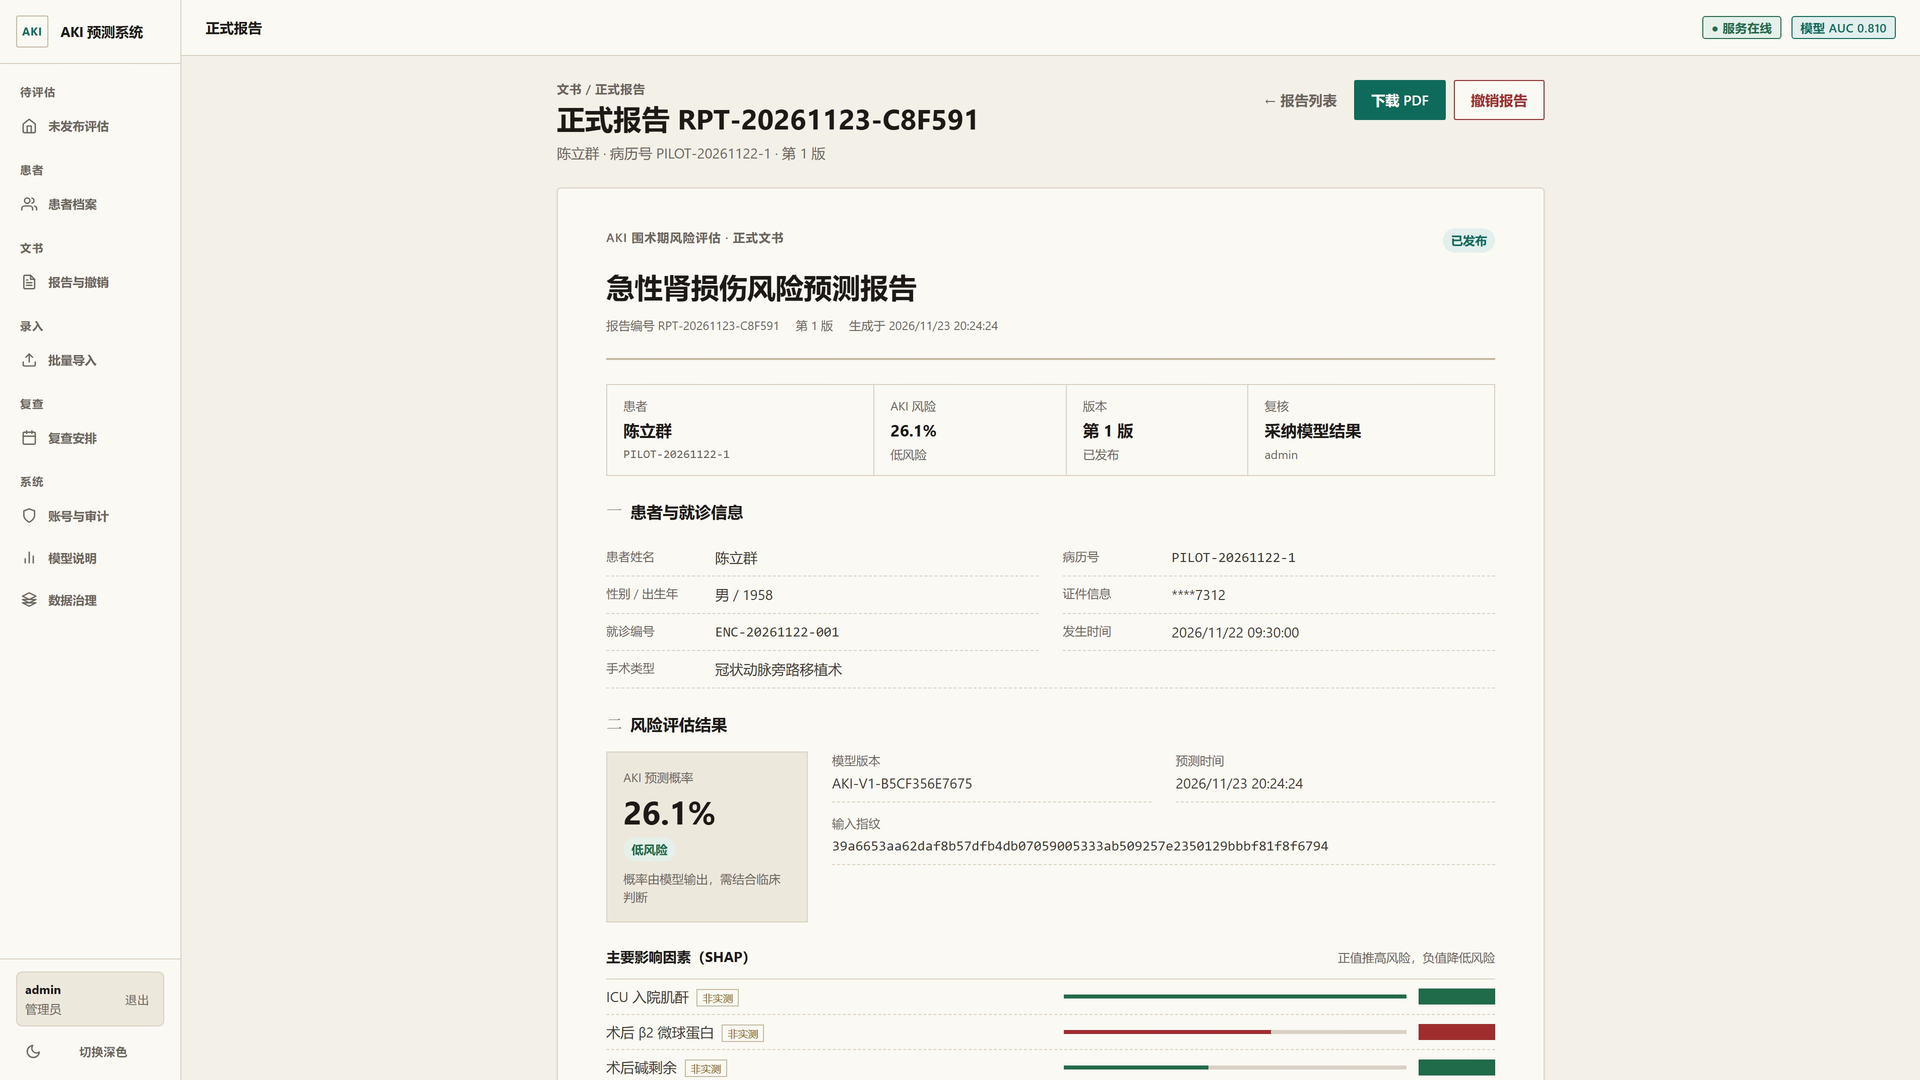 AKI
AKI 预测系统
待评估
未发布评估
患者
患者档案
文书
报告与撤销
录入
批量导入
复查
复查安排
系统
账号与审计
模型说明
数据治理
admin
管理员
退出
切换深色
正式报告
● 服务在线
模型 AUC 0.810
文书 / 正式报告
正式报告 RPT-20261123-C8F591
陈立群 · 病历号 PILOT-20261122-1 · 第 1 版
← 报告列表
下载 PDF
撤销报告
AKI 围术期风险评估 · 正式文书
已发布
急性肾损伤风险预测报告
报告编号 RPT-20261123-C8F591 第 1 版 生成于 2026/11/23 20:24:24
患者
陈立群
PILOT-20261122-1
AKI 风险
26.1%
低风险
版本
第 1 版
已发布
复核
采纳模型结果
admin
一 患者与就诊信息
患者姓名 陈立群
病历号 PILOT-20261122-1
性别 / 出生年 男 / 1958
证件信息 ****7312
就诊编号 ENC-20261122-001
发生时间 2026/11/22 09:30:00
手术类型 冠状动脉旁路移植术
二 风险评估结果
AKI 预测概率
26.1%
低风险
概率由模型输出，需结合临床
判断
模型版本
AKI-V1-B5CF356E7675
预测时间
2026/11/23 20:24:24
输入指纹
39a6653aa62daf8b57dfb4db07059005333ab509257e2350129bbbf81f8f6794
主要影响因素（SHAP）
正值推高风险，负值降低风险
ICU 入院肌酐 非实测
术后 β2 微球蛋白 非实测
术后碱剩余 非实测